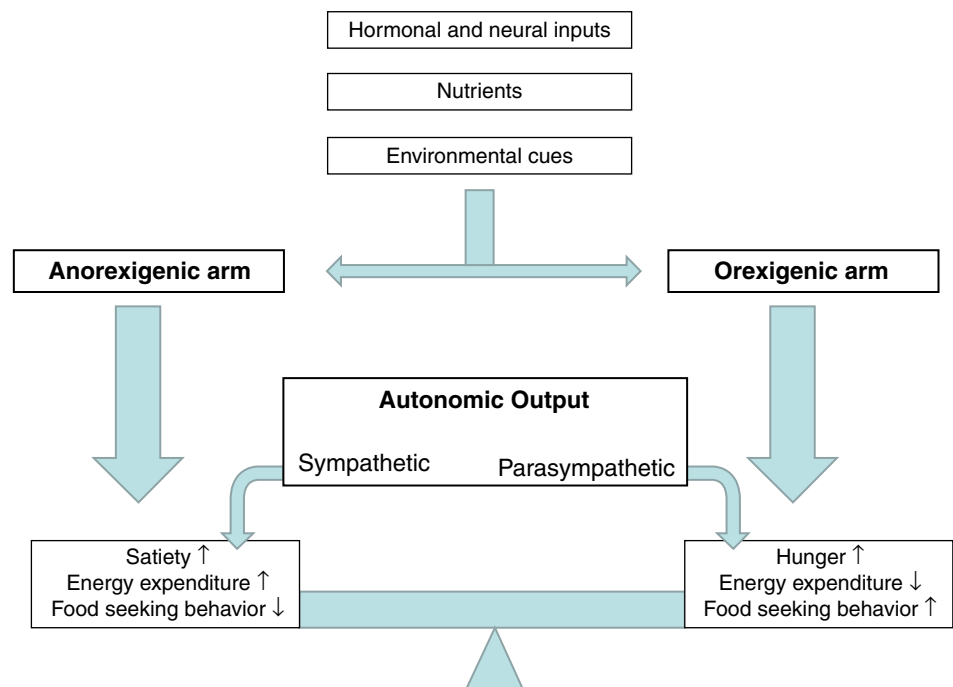 Hormonal and neural inputs
Nutrients
Environmental cues
Anorexigenic arm
Orexigenic arm
Autonomic Output
Sympathetic
Parasympathetic
Satiety ↑
Energy expenditure ↑
Food seeking behavior ↓
Hunger ↑
Energy expenditure ↓
Food seeking behavior ↑